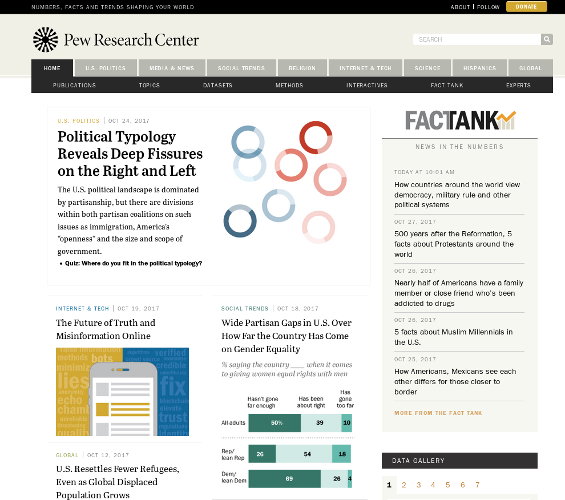 NUMBERS, FACTS AND TRENDS SHAPING YOUR WORLD
ABOUT | FOLLOW
DONATE
Pew Research Center
SEARCH
HOME
U.S. POLITICS
MEDIA & NEWS
SOCIAL TRENDS
RELIGION
INTERNET & TECH
SCIENCE
HISPANICS
GLOBAL
PUBLICATIONS
TOPICS
DATASETS
METHODS
INTERACTIVES
FACT TANK
EXPERTS
U.S. POLITICS | OCT 24, 2017
Political Typology
Reveals Deep Fissures
on the Right and Left
The U.S. political landscape is dominated
by partisanship, but there are divisions
within both partisan coalitions on such
issues as immigration, America's
"openness" and the size and scope of
government.
• Quiz: Where do you fit in the political typology?
INTERNET & TECH | OCT 19, 2017
The Future of Truth and
Misinformation Online
lies
fix
GLOBAL | OCT 12, 2017
U.S. Resettles Fewer Refugees,
Even as Global Displaced
Population Grows
SOCIAL TRENDS | OCT 18, 2017
Wide Partisan Gaps in U.S. Over
How Far the Country Has Come
on Gender Equality
% saying the country ___ when it comes
to giving women equal rights with men
Hasn't gone far enough
Has been about right
Has gone too far
All adults 50% 39 10
Rep/ lean Rep 26 54 18
Dem/ lean Dem 69 26 4
FACTANK
NEWS IN THE NUMBERS
TODAY AT 10:01 AM
How countries around the world view
democracy, military rule and other
political systems
OCT 27, 2017
500 years after the Reformation, 5
facts about Protestants around the
world
OCT 26, 2017
Nearly half of Americans have a family
member or close friend who's been
addicted to drugs
OCT 26, 2017
5 facts about Muslim Millennials in
the U.S.
OCT 25, 2017
How Americans, Mexicans see each
other differs for those closer to
border
MORE FROM THE FACT TANK
DATA GALLERY
1 2 3 4 5 6 7